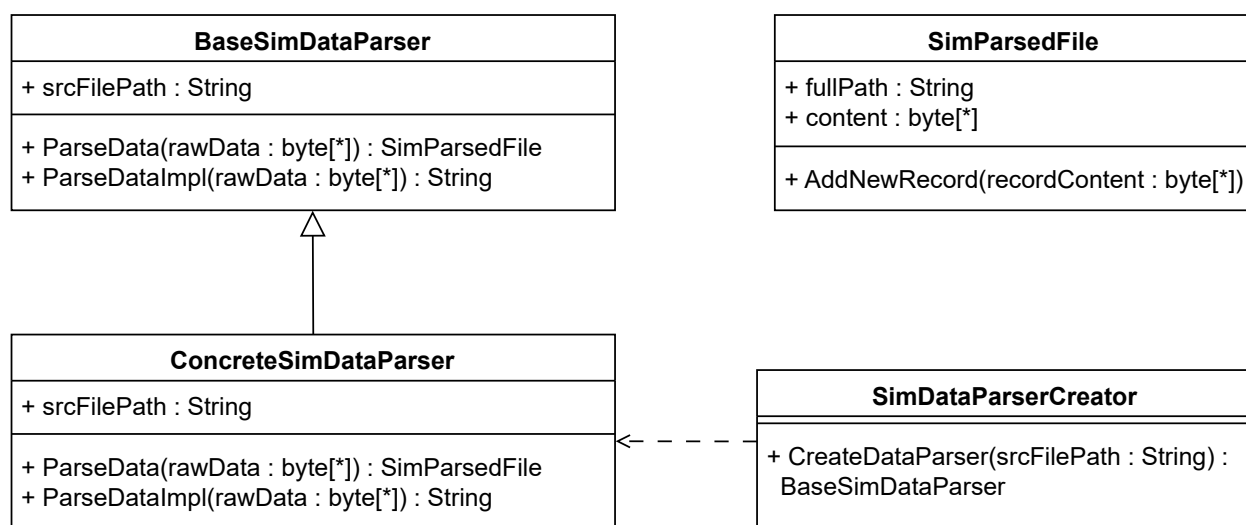 BaseSimDataParser
+ srcFilePath : String
+ ParseData(rawData : byte[*]) : SimParsedFile
+ ParseDataImpl(rawData : byte[*]) : String
SimParsedFile
+ fullPath : String
+ content : byte[*]
+ AddNewRecord(recordContent : byte[*])
ConcreteSimDataParser
+ srcFilePath : String
+ ParseData(rawData : byte[*]) : SimParsedFile
+ ParseDataImpl(rawData : byte[*]) : String
SimDataParserCreator
+ CreateDataParser(srcFilePath : String) :
BaseSimDataParser